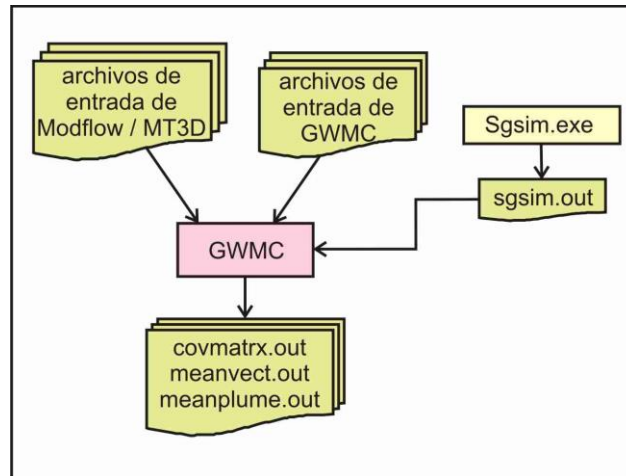 archivos de
entrada de
Modflow / MT3D
archivos de
entrada de
GWMC
Sgsim.exe
sgsim.out
GWMC
covmatrx.out
meanvect.out
meanplume.out